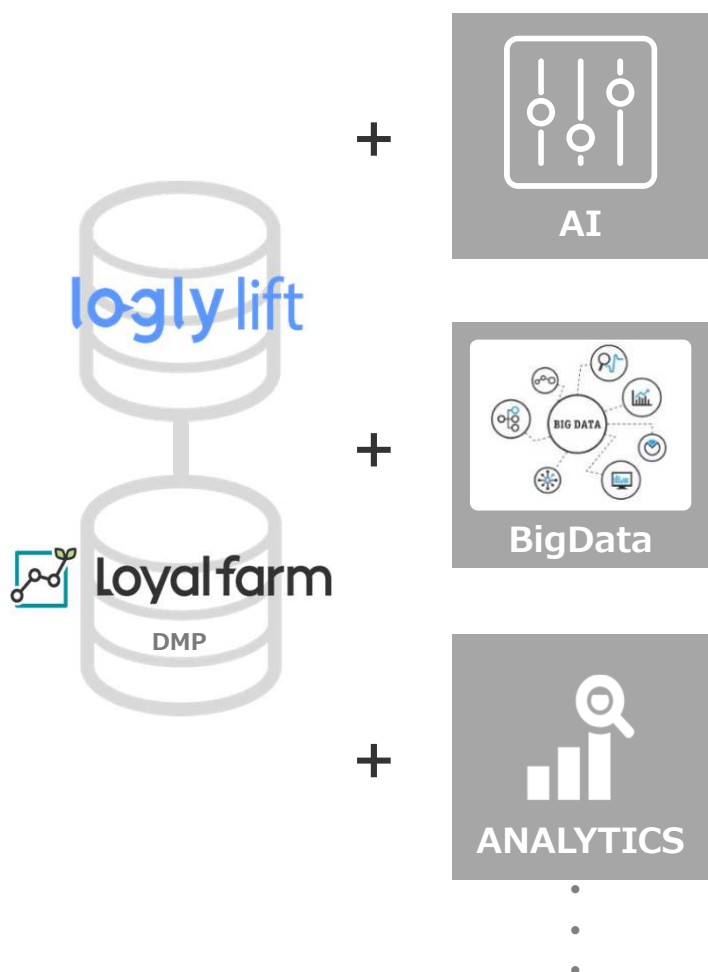 AI
logly lift
BIG DATA
BigData
Loyalfarm
DMP
ANALYTICS